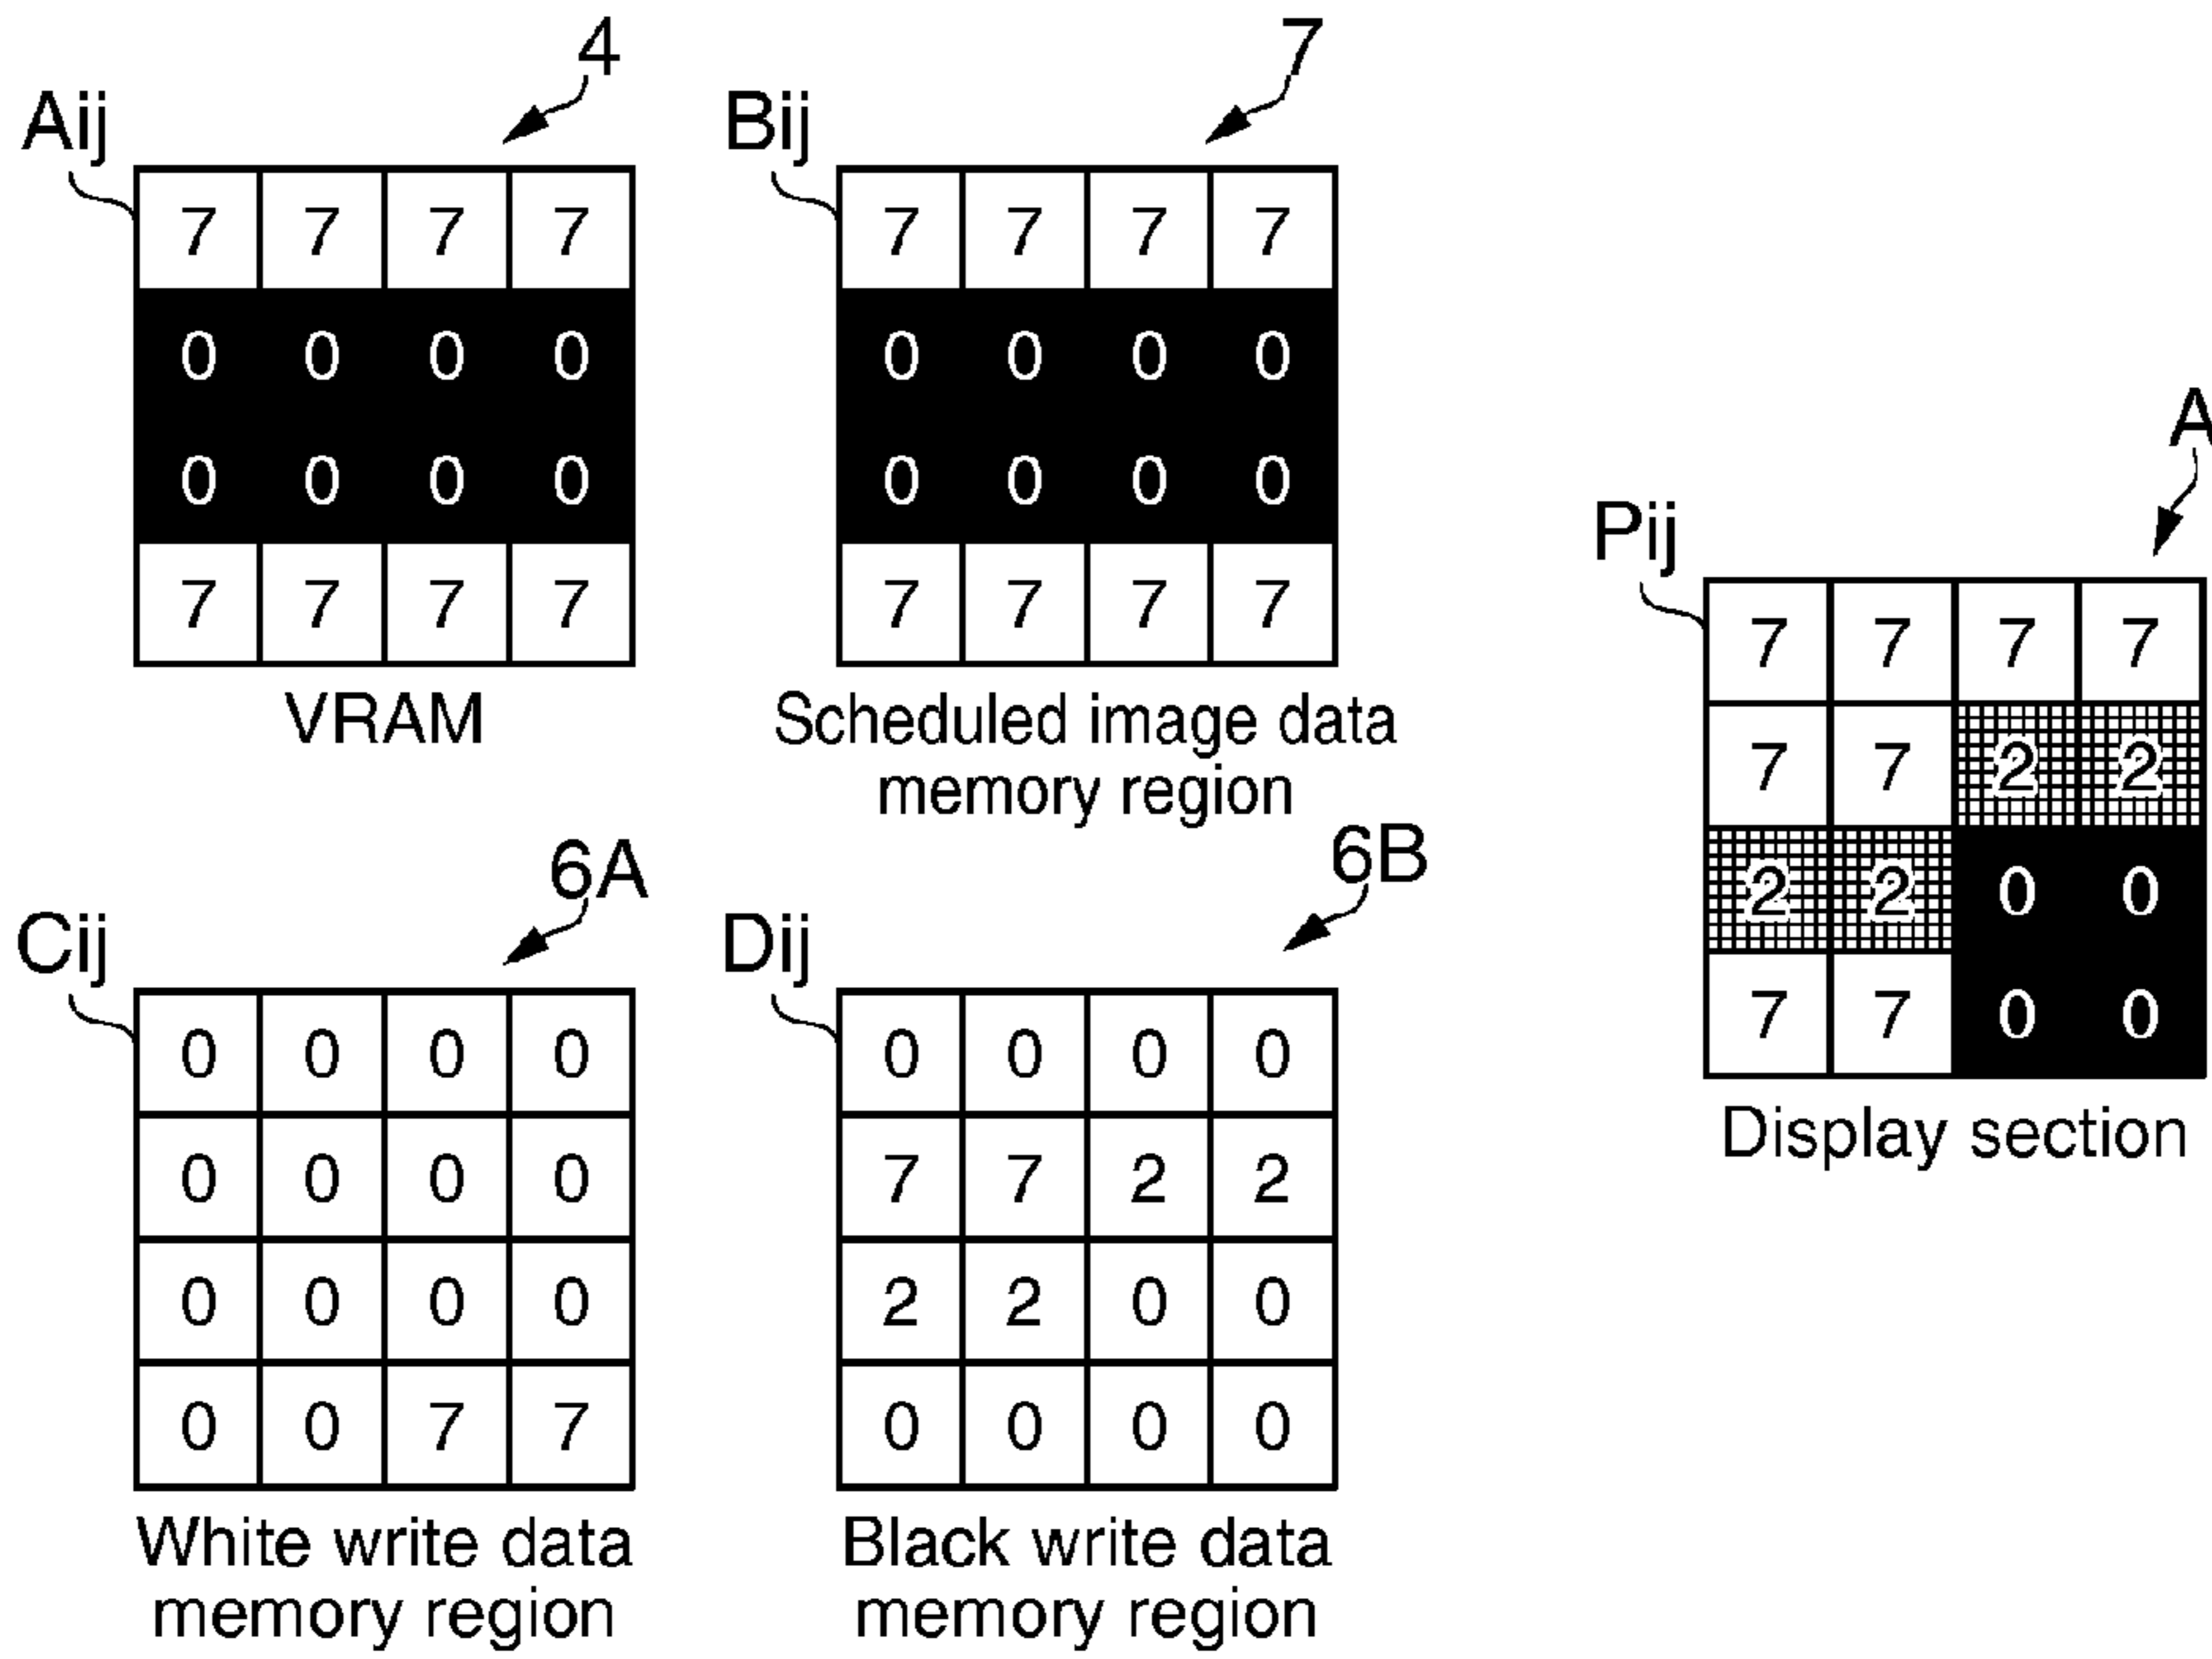 4
Aij
7 7 7 7
0 0 0 0
0 0 0 0
7 7 7 7
VRAM
7
Bij
7 7 7 7
0 0 0 0
0 0 0 0
7 7 7 7
Scheduled image data
memory region
6A
Cij
0 0 0 0
0 0 0 0
0 0 0 0
0 0 7 7
White write data
memory region
6B
Dij
0 0 0 0
7 7 2 2
2 2 0 0
0 0 0 0
Black write data
memory region
A
Pij
7 7 7 7
7 7 2 2
2 2 0 0
7 7 0 0
Display section